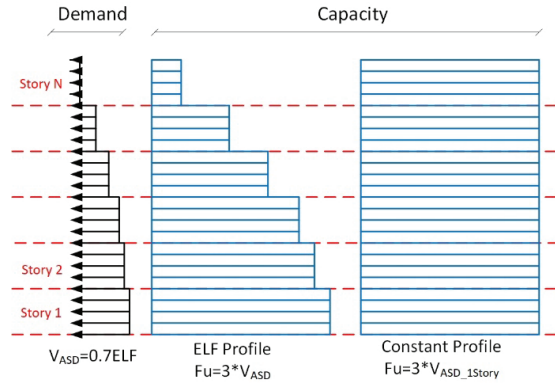 Demand
Capacity
Story N
Story 2
Story 1
V_ASD=0.7ELF
ELF Profile
Fu=3*V_ASD
Constant Profile
Fu=3*V_ASD_1Story